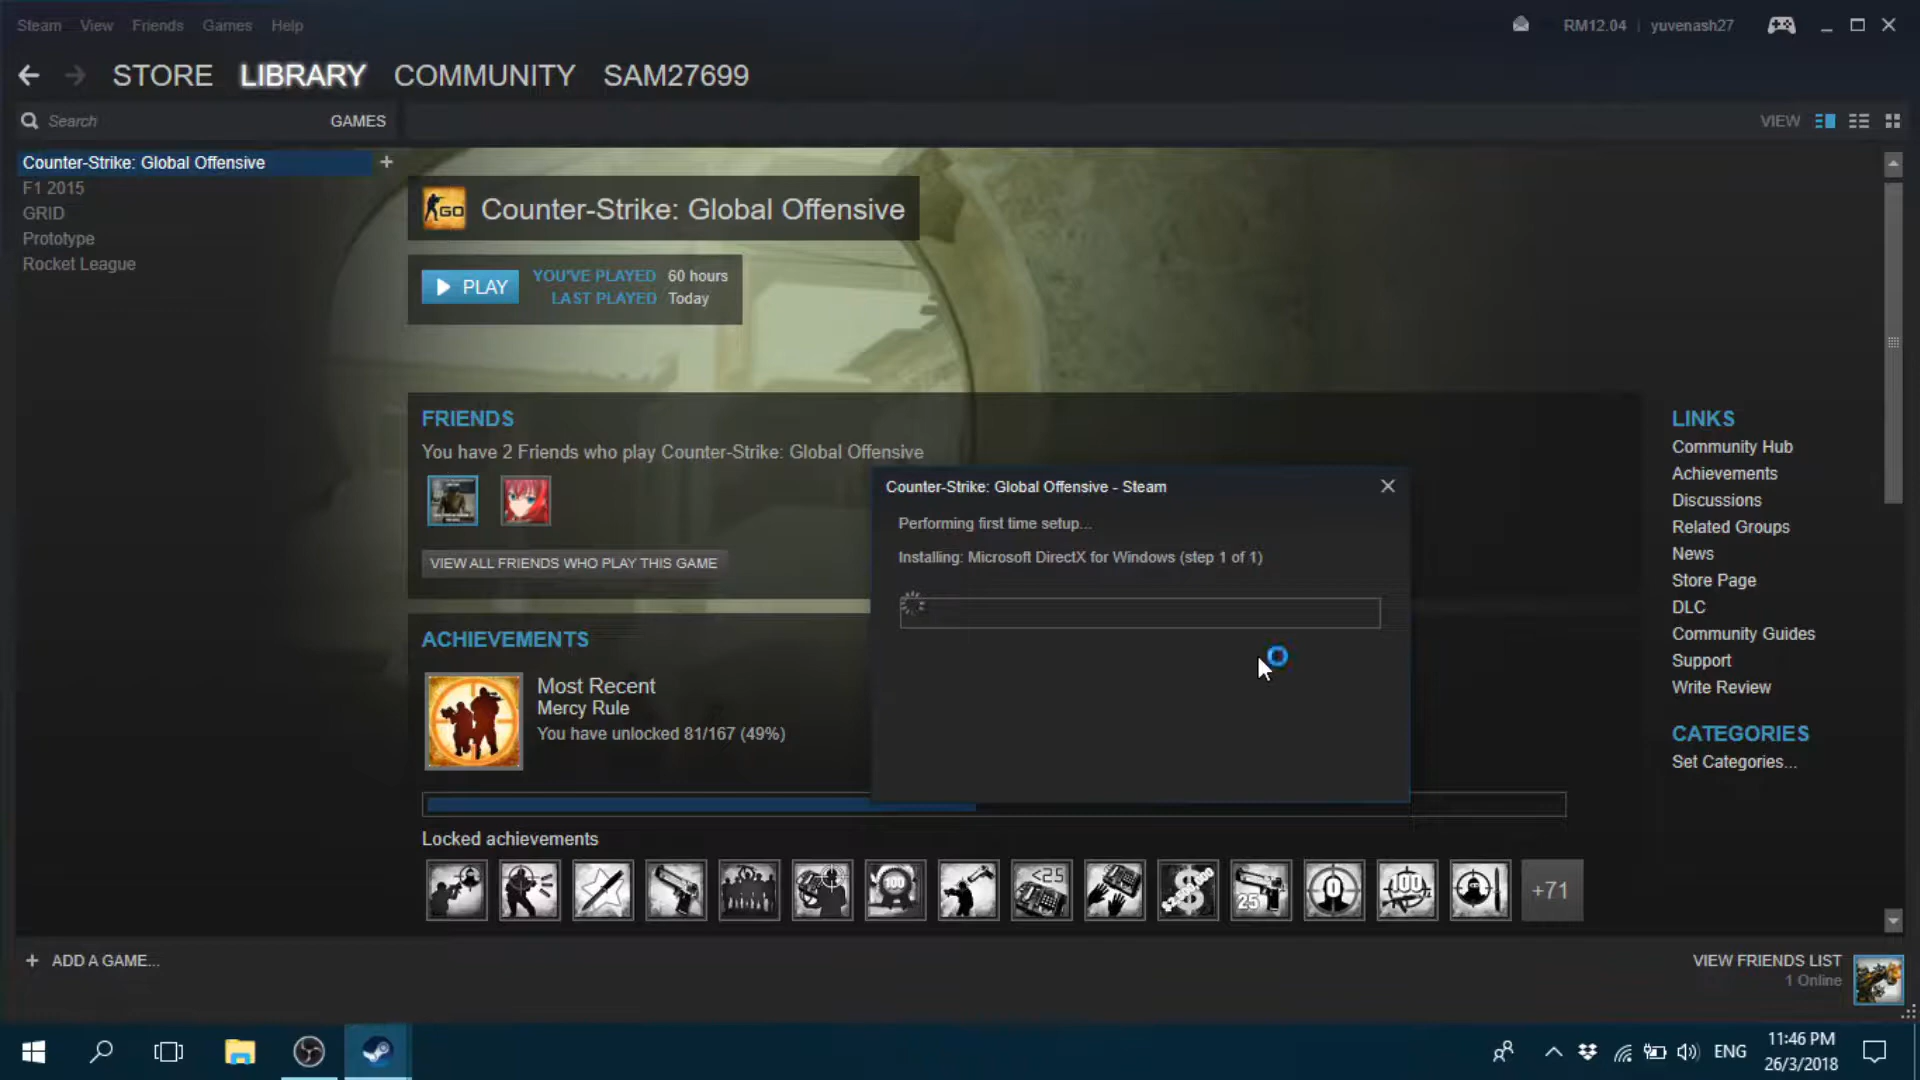 Steam View Friends Games Help
RM12.04 | yuvenash27
STORE LIBRARY COMMUNITY SAM27699
Search GAMES
VIEW
Counter-Strike: Global Offensive +
F1 2015
GRID
Prototype
Rocket League
GO Counter-Strike: Global Offensive
PLAY
YOU'VE PLAYED 60 hours
LAST PLAYED Today
FRIENDS
You have 2 Friends who play Counter-Strike: Global Offensive
VIEW ALL FRIENDS WHO PLAY THIS GAME
Counter-Strike: Global Offensive - Steam
Performing first time setup...
Installing: Microsoft DirectX for Windows (step 1 of 1)
ACHIEVEMENTS
Most Recent
Mercy Rule
You have unlocked 81/167 (49%)
Locked achievements
100
<25
25
0
100
+71
LINKS
Community Hub
Achievements
Discussions
Related Groups
News
Store Page
DLC
Community Guides
Support
Write Review
CATEGORIES
Set Categories...
+ ADD A GAME...
VIEW FRIENDS LIST
1 Online
ENG
11:46 PM
26/3/2018